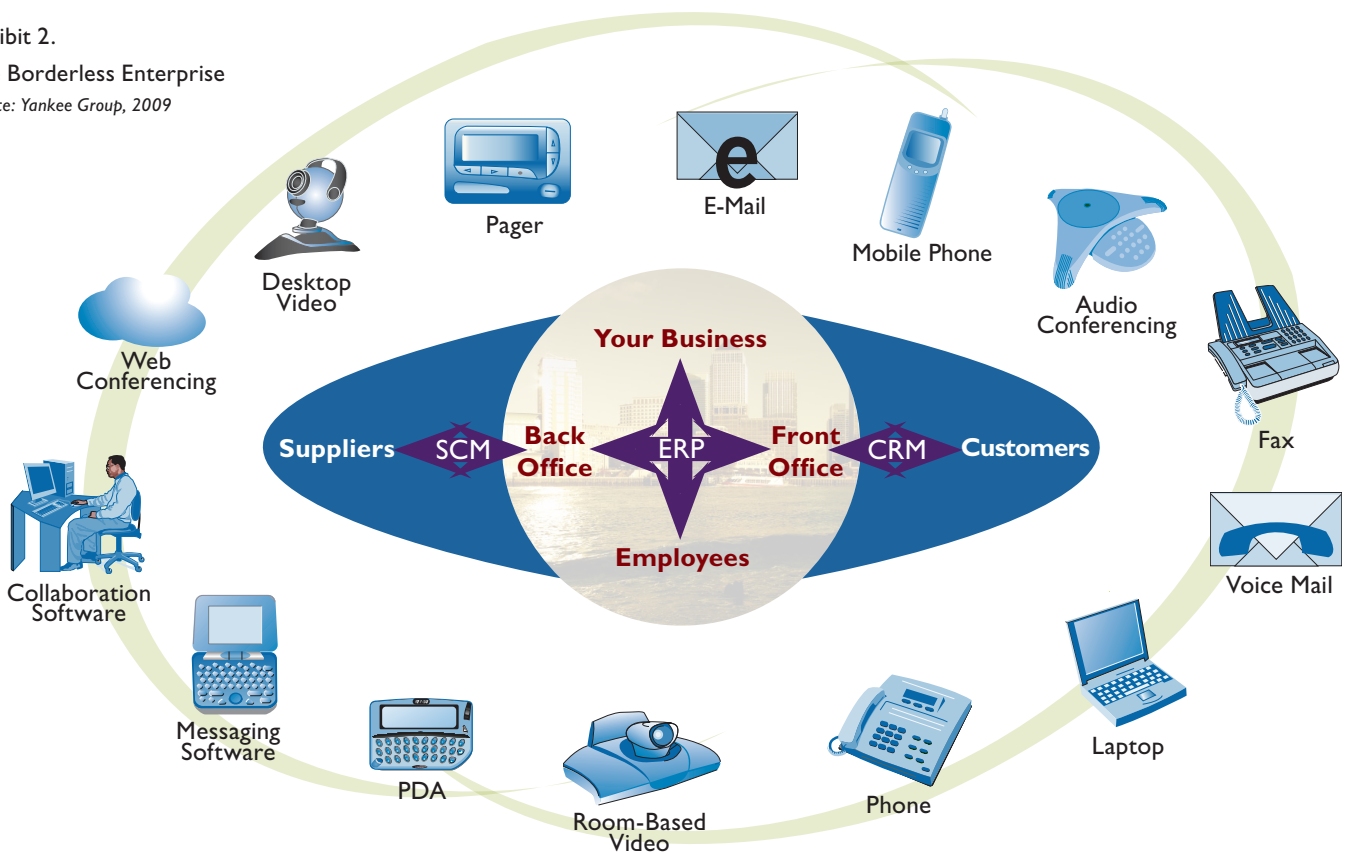 ibit 2.
Borderless Enterprise
ce: Yankee Group, 2009
Pager
e
E-Mail
Mobile Phone
Desktop
Video
Audio
Conferencing
Web
Conferencing
Fax
Your Business
Suppliers
SCM
Back
Office
ERP
Front
Office
CRM
Customers
Employees
Collaboration
Software
Voice Mail
Messaging
Software
PDA
Room-Based
Video
Phone
Laptop